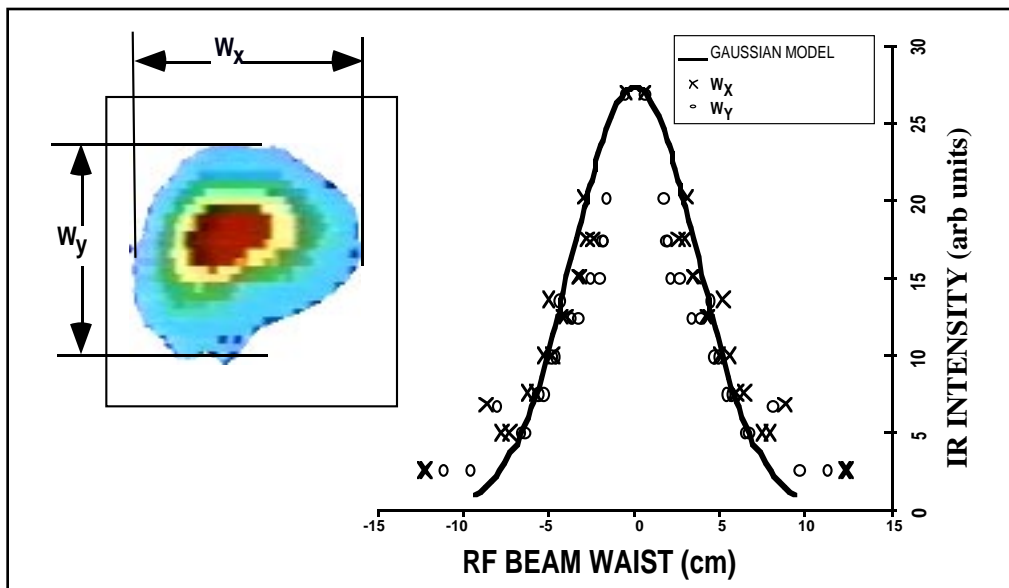 Wx
Wy
GAUSSIAN MODEL
WX
WY
30
25
20
15
10
5
0
IR INTENSITY (arb units)
-15
-10
-5
0
5
10
15
RF BEAM WAIST (cm)